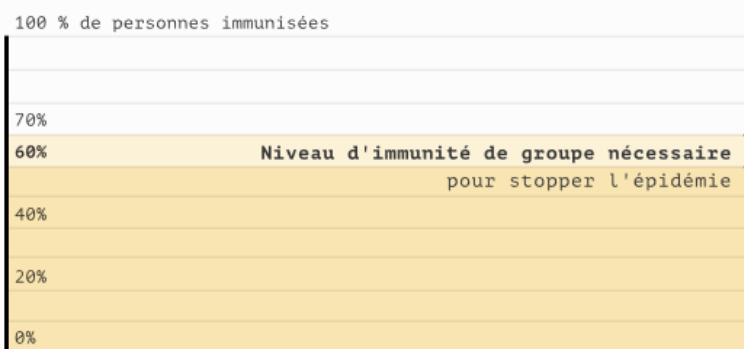 100 % de personnes immunisées
70%
60% Niveau d'immunité de groupe nécessaire
pour stopper l'épidémie
40%
20%
0%